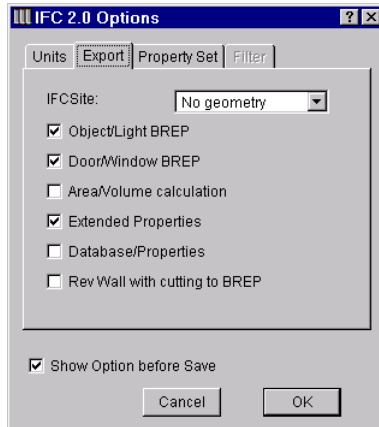 IFC 2.0 Options
Units Export Property Set Filter
IFCSite: No geometry
Object/Light BREP
Door/Window BREP
Area/Volume calculation
Extended Properties
Database/Properties
Rev Wall with cutting to BREP
Show Option before Save
Cancel OK